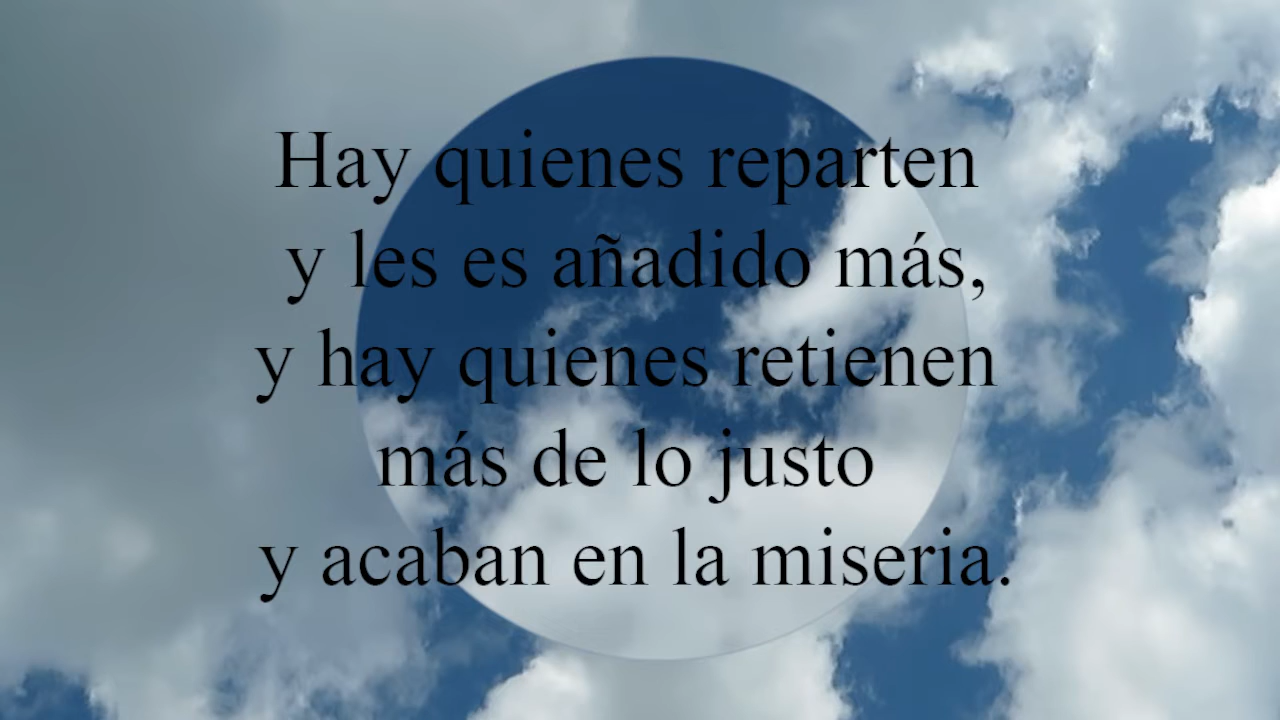 Hay quienes reparten
y les es añadido más,
y hay quienes retienen
más de lo justo
y acaban en la miseria.